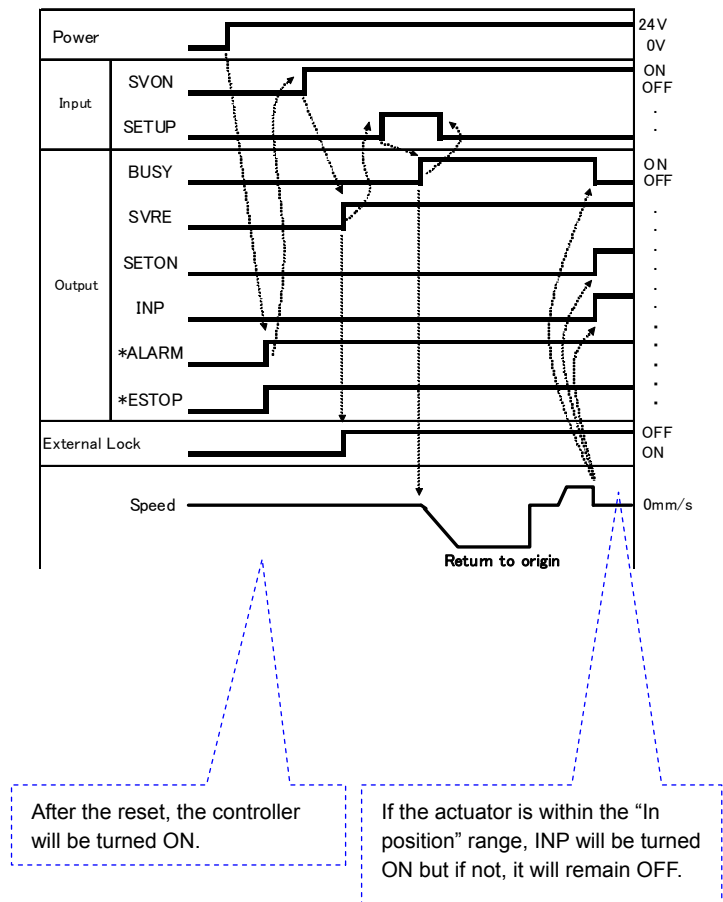 Power
24V
0V
Input
SVON
ON
OFF
SETUP
Output
BUSY
ON
OFF
SVRE
SETON
INP
*ALARM
*ESTOP
External Lock
OFF
ON
Speed
0mm/s
Return to origin
After the reset, the controller
will be turned ON.
If the actuator is within the “In
position” range, INP will be turned
ON but if not, it will remain OFF.